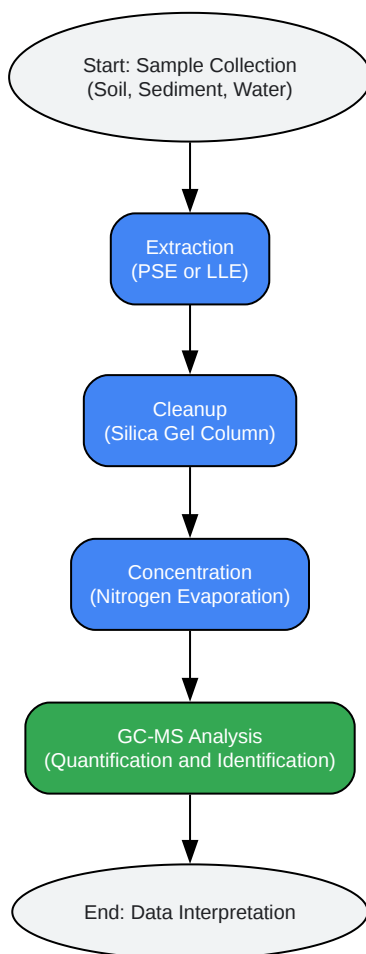 Start: Sample Collection
(Soil, Sediment, Water)
Extraction
(PSE or LLE)
Cleanup
(Silica Gel Column)
Concentration
(Nitrogen Evaporation)
GC-MS Analysis
(Quantification and Identification)
End: Data Interpretation